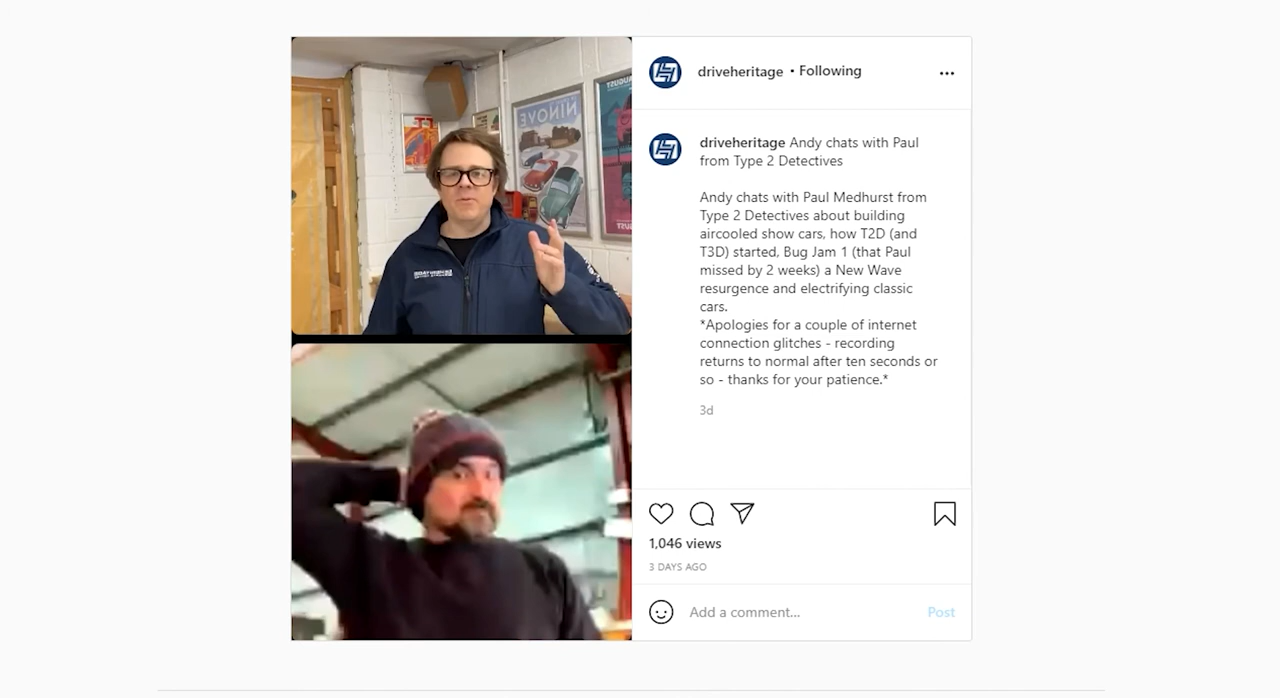 NINOVE
AUGUST
driveheritage • Following
driveheritage Andy chats with Paul
from Type 2 Detectives
Andy chats with Paul Medhurst from
Type 2 Detectives about building
aircooled show cars, how T2D (and
T3D) started, Bug Jam 1 (that Paul
missed by 2 weeks) a New Wave
resurgence and electrifying classic
cars.
*Apologies for a couple of internet
connection glitches - recording
returns to normal after ten seconds or
so - thanks for your patience.*
3d
1,046 views
3 DAYS AGO
Add a comment...
Post